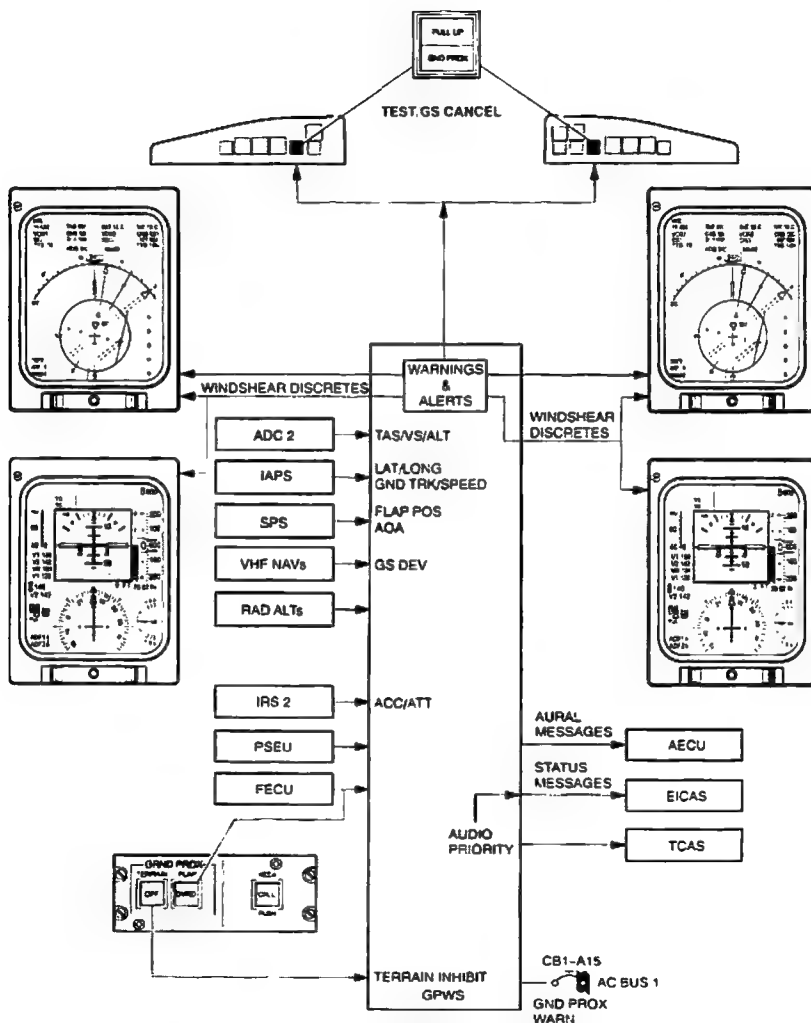 PULL UP
GND PROX
TEST.GS CANCEL
WARNINGS
&
ALERTS
WINDSHEAR DISCRETES
WINDSHEAR
DISCRETES
ADC 2
TAS/VS/ALT
IAPS
LAT/LONG
GND TRK/SPEED
SPS
FLAP POS
AOA
VHF NAVs
GS DEV
RAD ALTs
IRS 2
ACC/ATT
PSEU
FECU
AURAL
MESSAGES
AECU
STATUS
MESSAGES
EICAS
AUDIO
PRIORITY
TCAS
GRND PROX
TERRAIN
FLAP
OFF
OVRD
CALL
PUSH
TERRAIN INHIBIT
GPWS
CB1-A15
AC BUS 1
GND PROX
WARN